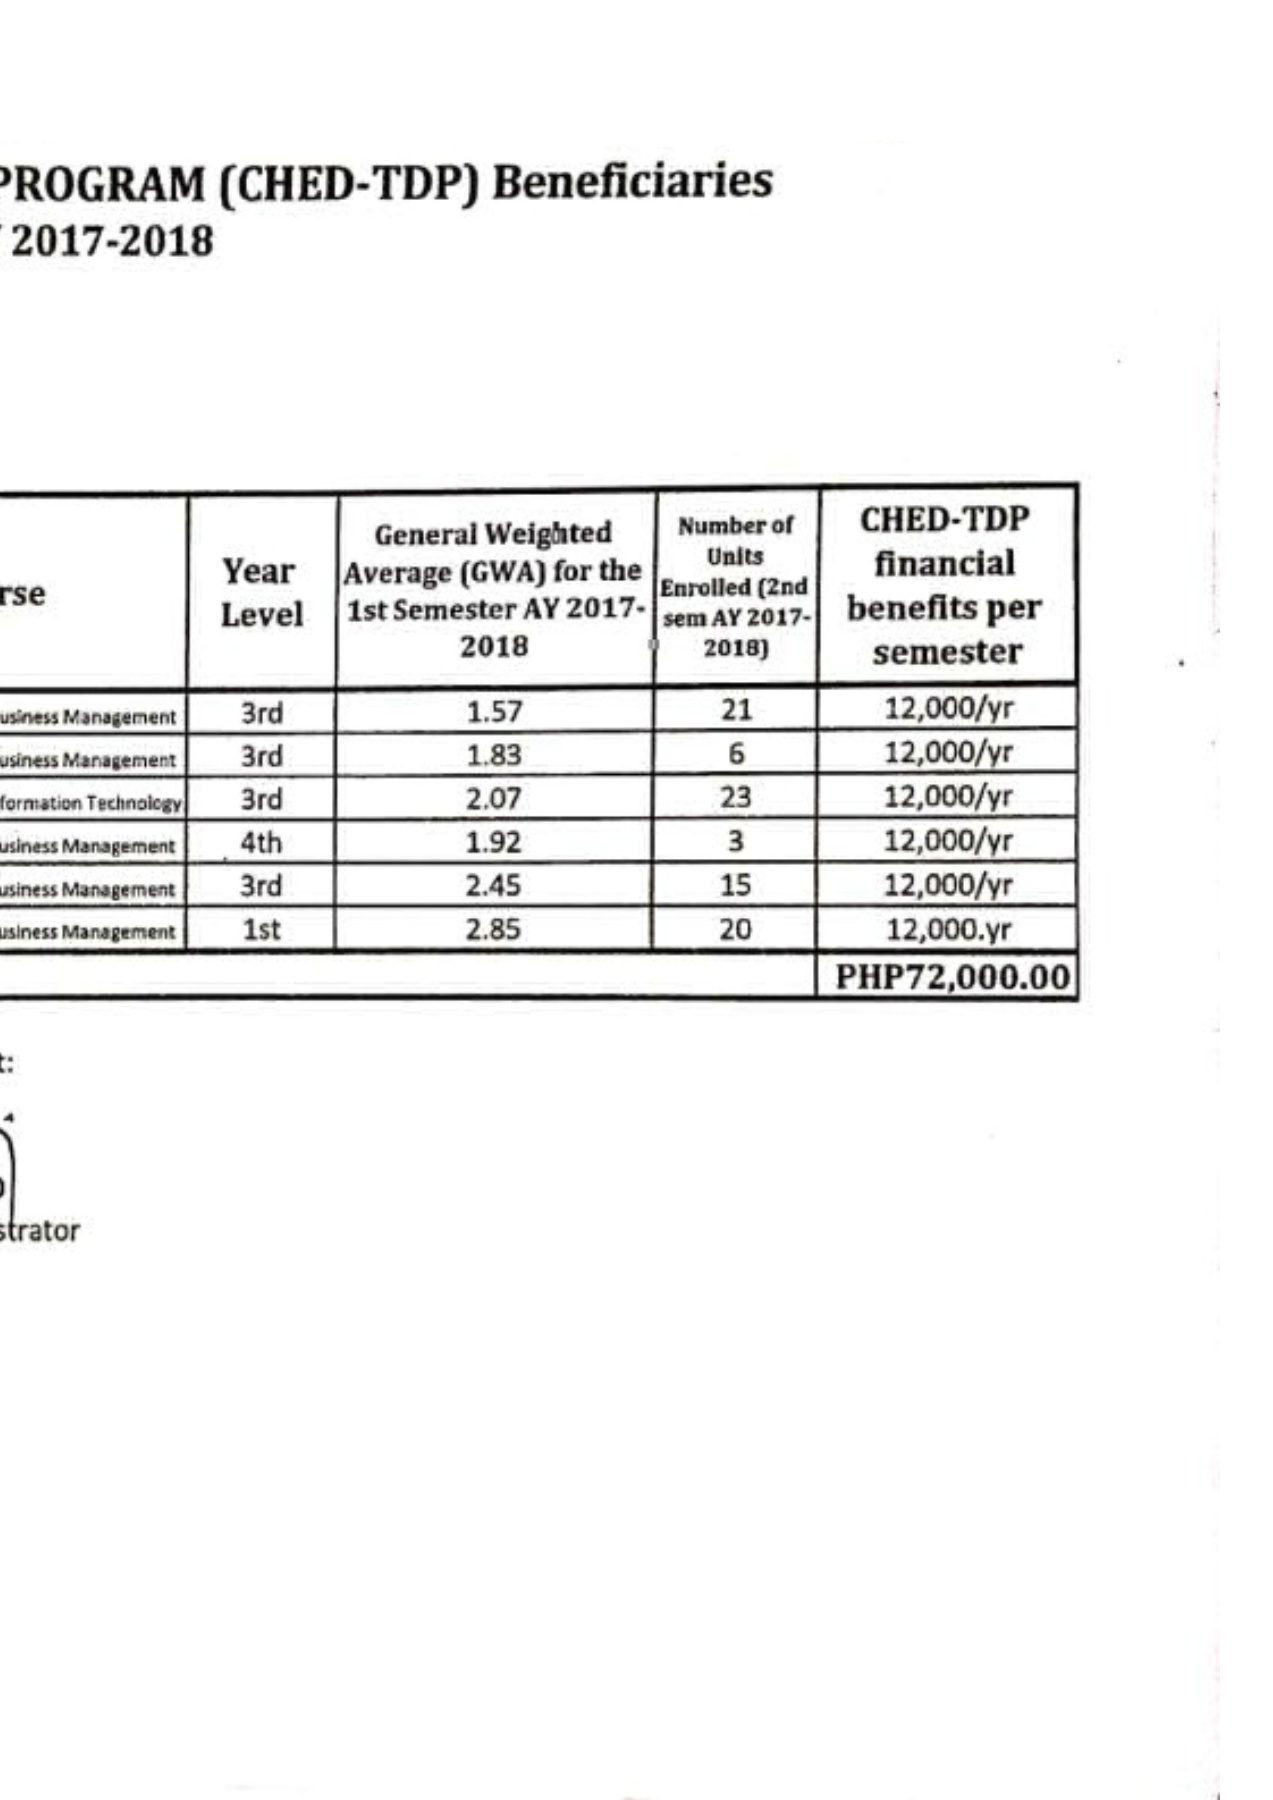 PROGRAM (CHED-TDP) Beneficiaries
2017-2018
rse
Year Level
General Weighted Average (GWA) for the 1st Semester AY 2017-2018
Number of Units Enrolled (2nd sem AY 2017-2018)
CHED-TDP financial benefits per semester
usiness Management 3rd 1.57 21 12,000/yr
usiness Management 3rd 1.83 6 12,000/yr
formation Technology 3rd 2.07 23 12,000/yr
usiness Management 4th 1.92 3 12,000/yr
usiness Management 3rd 2.45 15 12,000/yr
usiness Management 1st 2.85 20 12,000.yr
PHP72,000.00
t:
strator